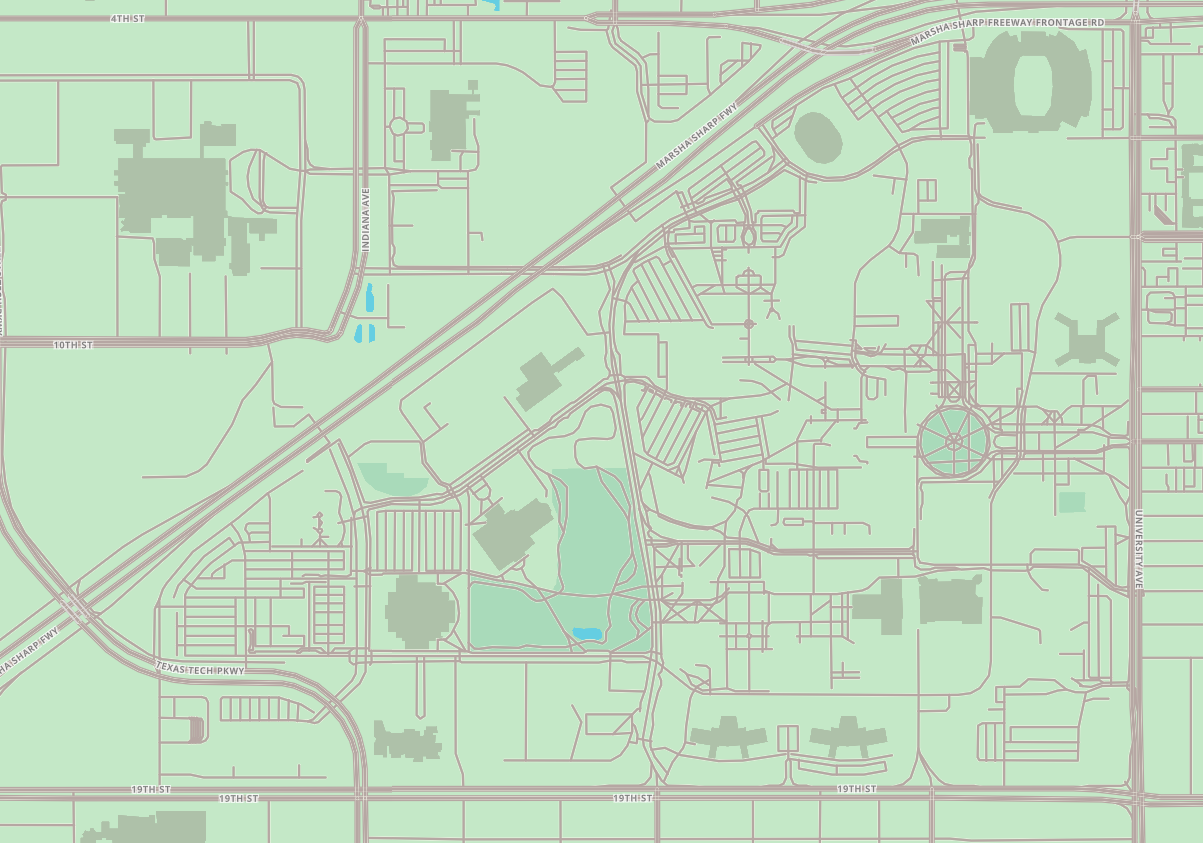 4TH ST
MARSHA SHARP FREEWAY FRONTAGE RD
MARSHA SHARP FWY
INDIANA AVE
10TH ST
UNIVERSITY AVE
SHA SHARP FWY
TEXAS TECH PKWY
19TH ST
19TH ST
19TH ST
19TH ST